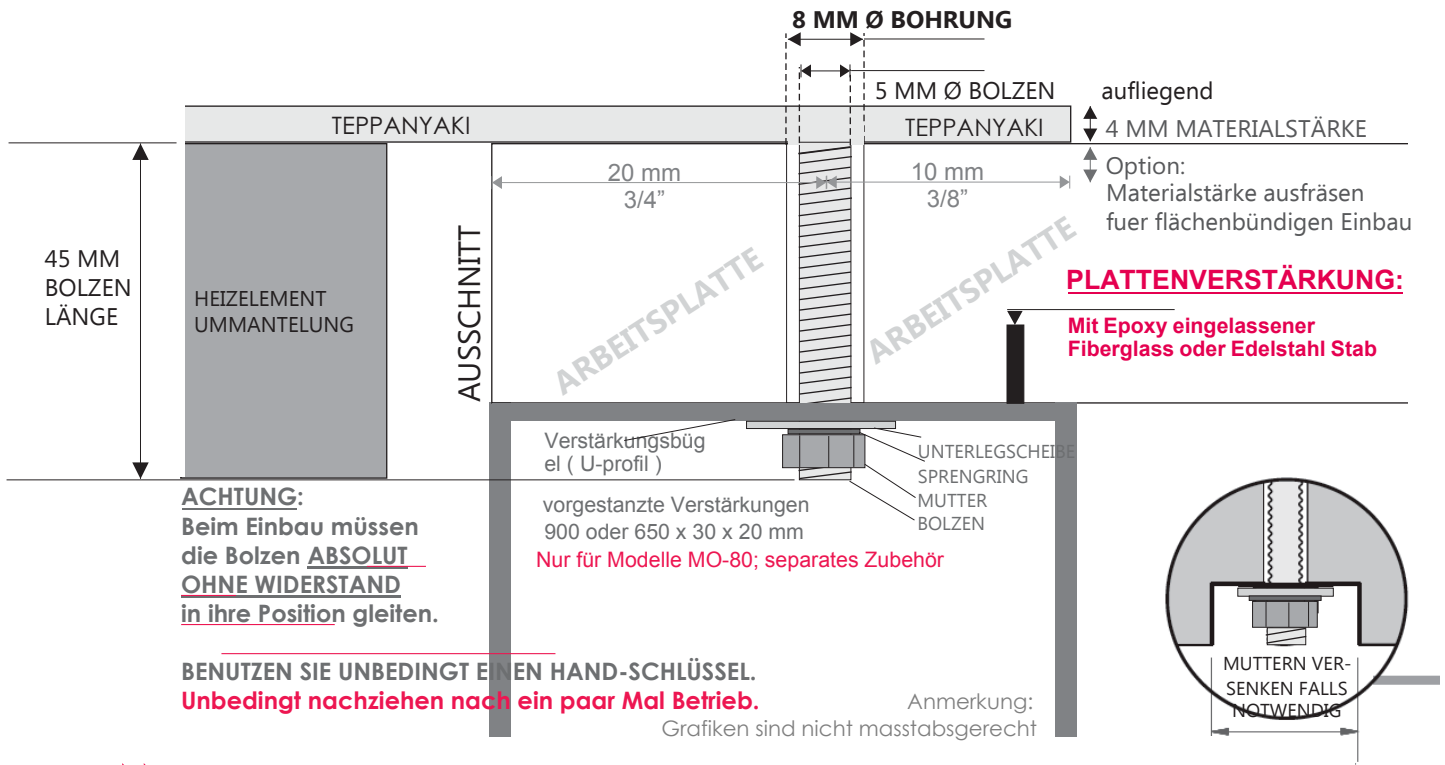 8 MM Ø BOHRUNG
5 MM Ø BOLZEN
aufliegend
TEPPANYAKI
TEPPANYAKI
4 MM MATERIALSTÄRKE
20 mm
3/4”
10 mm
3/8”
Option:
Materialstärke ausfräsen
fuer flächenbündigen Einbau
45 MM
BOLZEN
LÄNGE
HEIZELEMENT
UMMANTELUNG
AUSSCHNITT
ARBEITSPLATTE
ARBEITSPLATTE
PLATTENVERSTÄRKUNG:
Mit Epoxy eingelassener
Fiberglass oder Edelstahl Stab
Verstärkungsbüg
el ( U-profil )
UNTERLEGSCHEIBE
SPRENGRING
MUTTER
BOLZEN
vorgestanzte Verstärkungen
900 oder 650 x 30 x 20 mm
Nur für Modelle MO-80; separates Zubehör
ACHTUNG:
Beim Einbau müssen
die Bolzen ABSOLUT
OHNE WIDERSTAND
in ihre Position gleiten.
BENUTZEN SIE UNBEDINGT EINEN HAND-SCHLÜSSEL.
Unbedingt nachziehen nach ein paar Mal Betrieb.
Anmerkung:
Grafiken sind nicht masstabsgerecht
MUTTERN VER-
SENKEN FALLS
NOTWENDIG